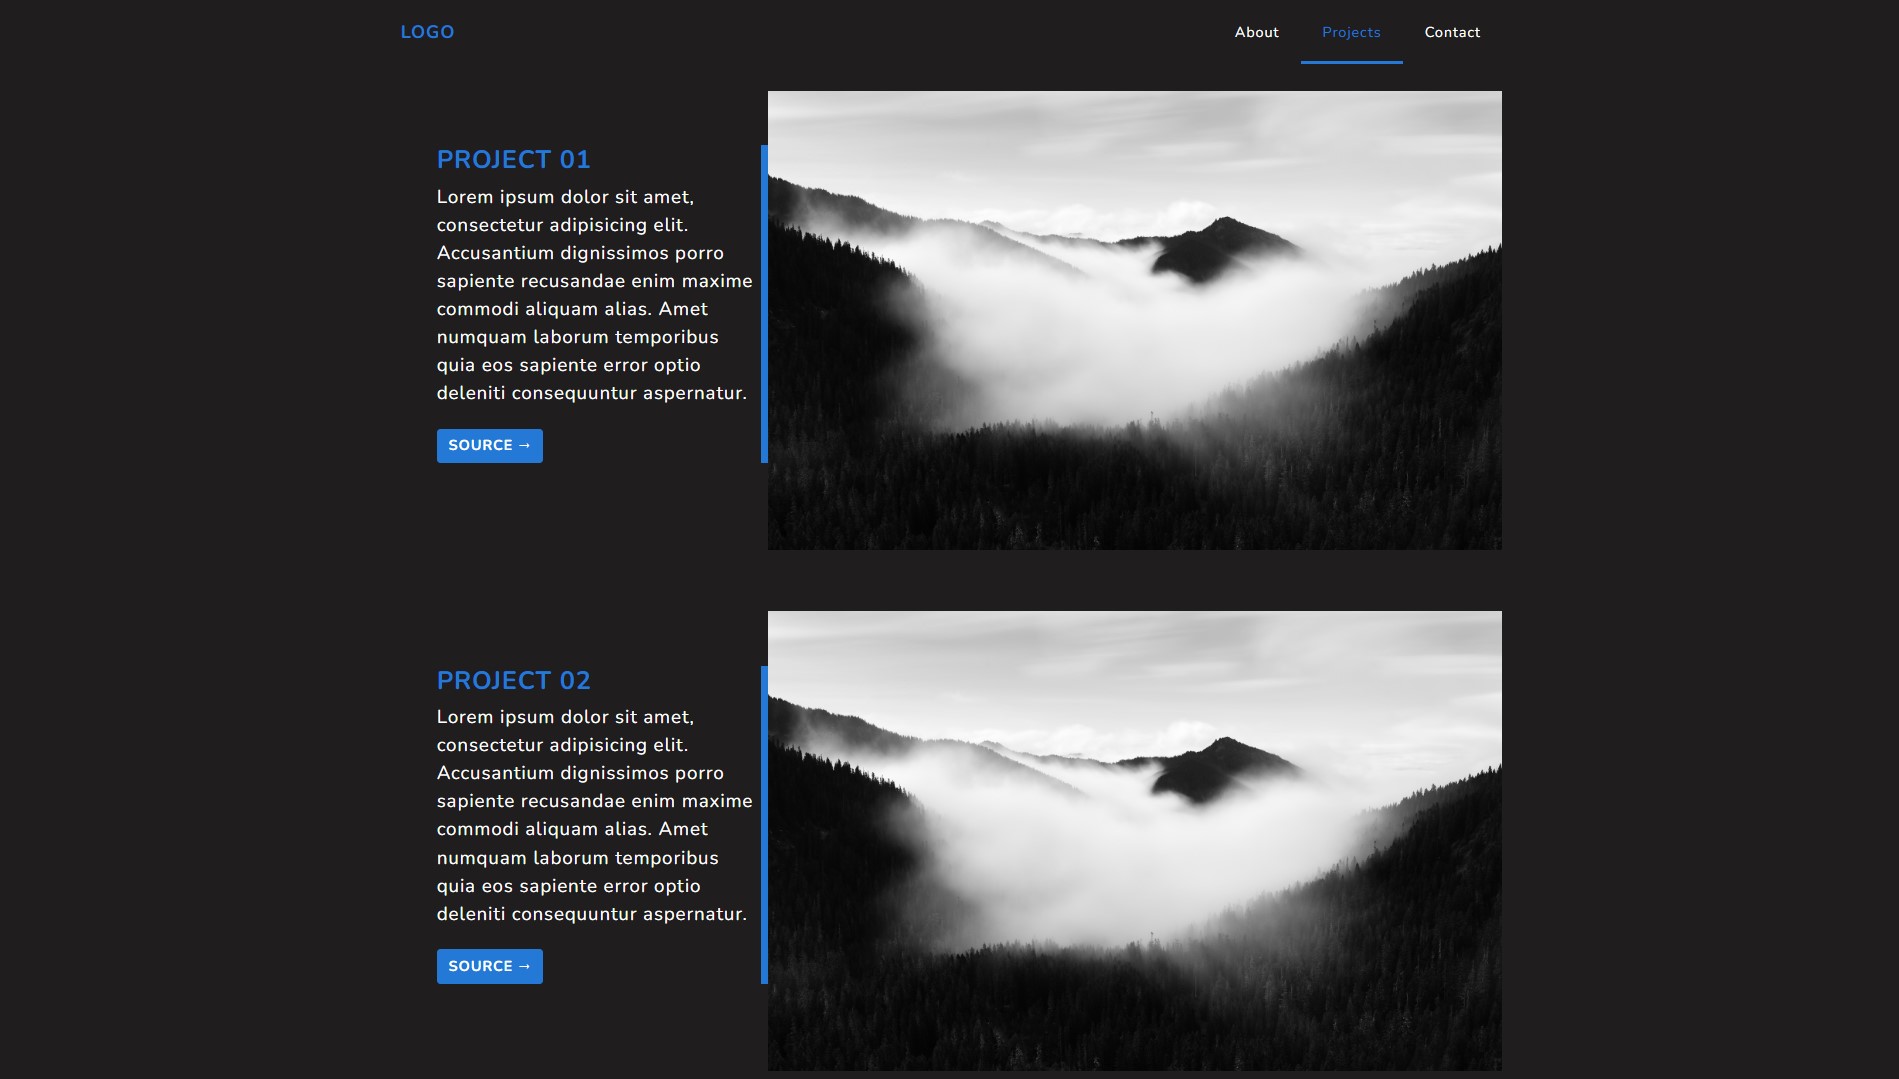 LOGO
About
Projects
Contact
PROJECT 01
Lorem ipsum dolor sit amet,
consectetur adipisicing elit.
Accusantium dignissimos porro
sapiente recusandae enim maxime
commodi aliquam alias. Amet
numquam laborum temporibus
quia eos sapiente error optio
deleniti consequuntur aspernatur.
SOURCE →
PROJECT 02
Lorem ipsum dolor sit amet,
consectetur adipisicing elit.
Accusantium dignissimos porro
sapiente recusandae enim maxime
commodi aliquam alias. Amet
numquam laborum temporibus
quia eos sapiente error optio
deleniti consequuntur aspernatur.
SOURCE →